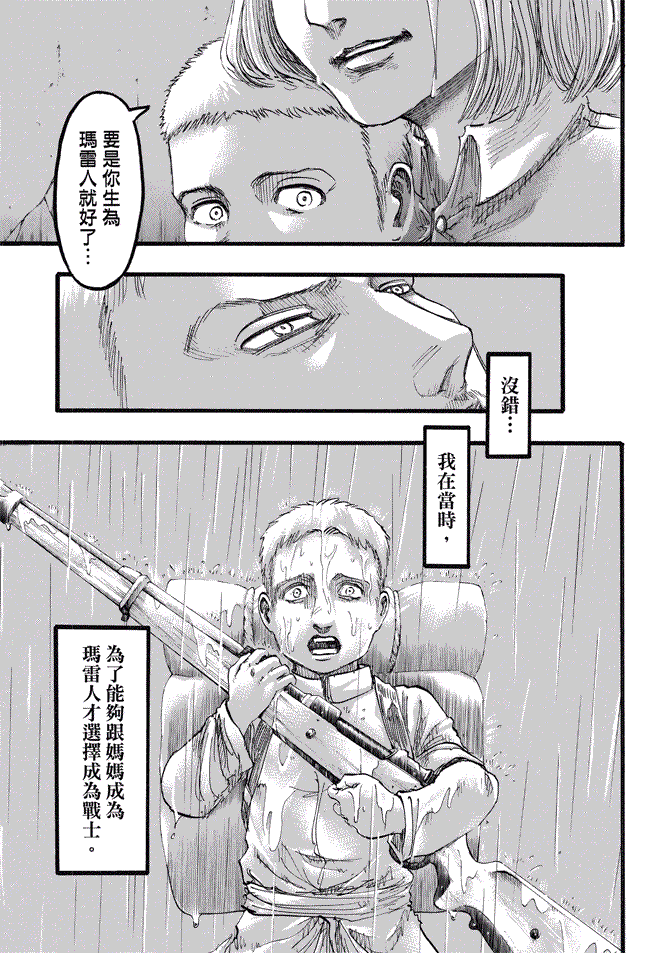 要是你生為
瑪雷人就好了…
沒錯…
我在當時，
為了能夠跟媽媽成為
瑪雷人才選擇成為戰士。